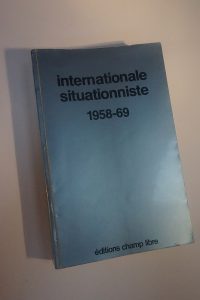 internationale
situationniste
1958-69
éditions champ libre